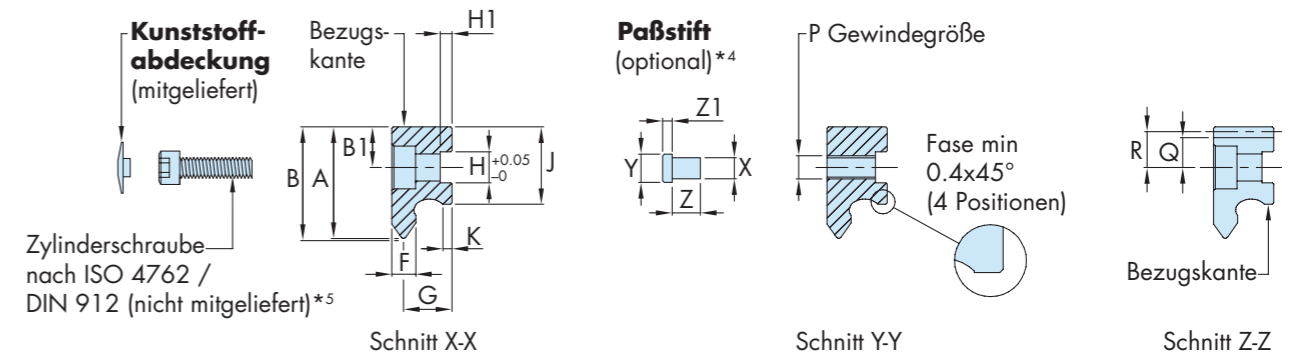 Kunststoff-
abdeckung
(mitgeliefert)
Zylinderschraube
nach ISO 4762 /
DIN 912 (nicht mitgeliefert)*5
Bezugs-
kante
H1
B
A
B1
H +0.05
–0
J
K
F
G
Schnitt X-X
Paßstift
(optional)*4
Z1
Y
X
Z
P Gewindegröße
Fase min
0.4x45°
(4 Positionen)
Schnitt Y-Y
R
Q
Bezugskante
Schnitt Z-Z